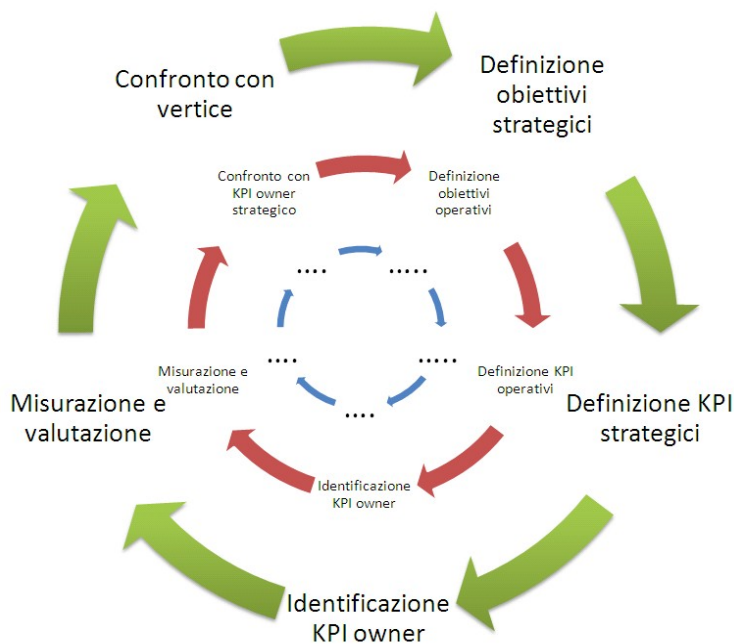 Confronto con
vertice
Definizione
obiettivi
strategici
Definizione KPI
strategici
Identificazione
KPI owner
Misurazione e
valutazione
Confronto con
KPI owner
strategico
Definizione
obiettivi
operativi
Definizione KPI
operativi
Identificazione
KPI owner
Misurazione e
valutazione
....
.....
.....
....
....